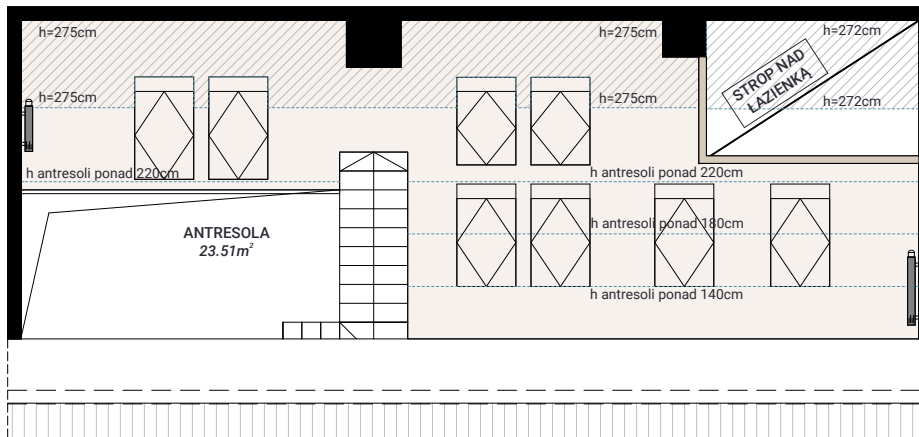 h=275cm
h=275cm
h=272cm
STROP NAD
ŁAZIENKĄ
h=275cm
h=275cm
h=272cm
h antresoli ponad 220cm
h antresoli ponad 220cm
ANTRESOLA
23.51m²
h antresoli ponad 180cm
h antresoli ponad 140cm